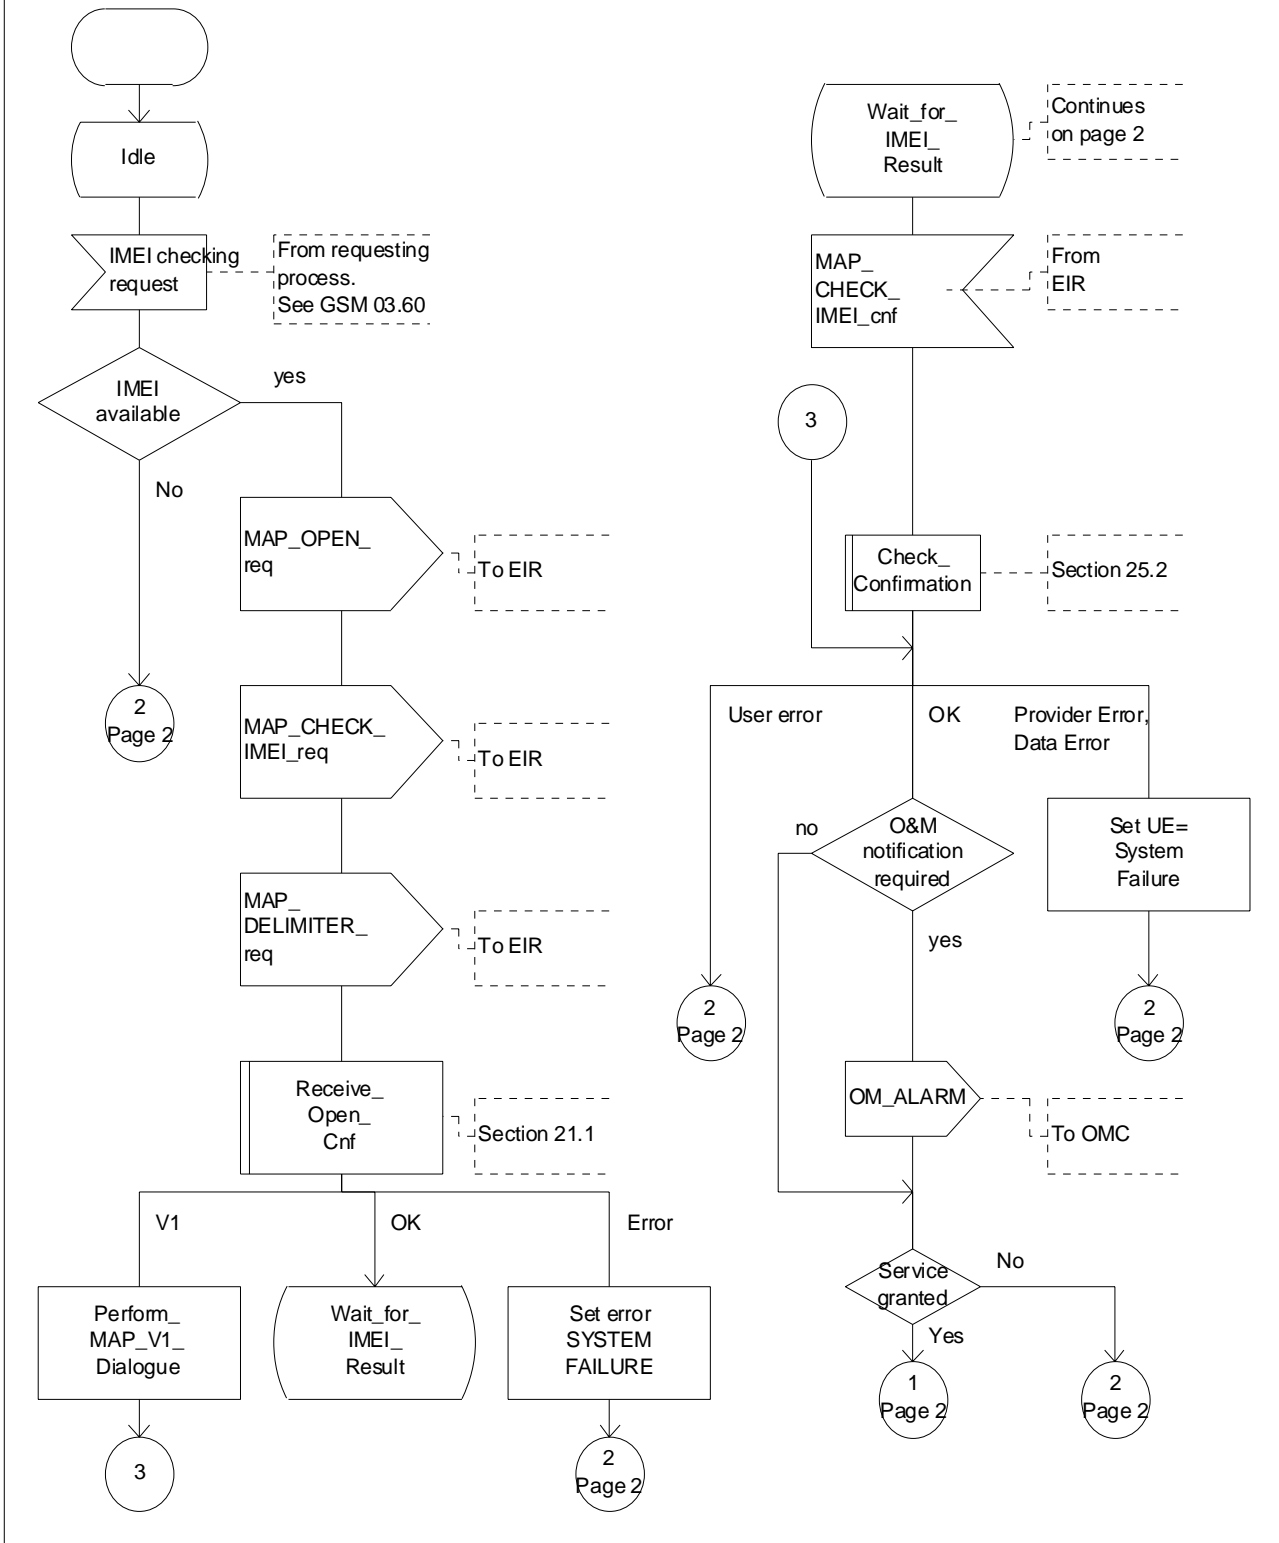 Idle
IMEI checking
request
From requesting
process.
See GSM 03.60
IMEI
available
yes
No
MAP_OPEN_
req
To EIR
2
Page 2
MAP_CHECK_
IMEI_req
To EIR
MAP_
DELIMITER_
req
To EIR
Receive_
Open_
Cnf
Section 21.1
V1
OK
Error
Perform_
MAP_V1_
Dialogue
Wait_for_
IMEI_
Result
Set error
SYSTEM
FAILURE
3
2
Page 2
Wait_for_
IMEI_
Result
Continues
on page 2
MAP_
CHECK_
IMEI_cnf
From
EIR
3
Check_
Confirmation
Section 25.2
User error
OK
Provider Error,
Data Error
no
O&M
notification
required
Set UE=
System
Failure
yes
2
Page 2
2
Page 2
OM_ALARM
To OMC
Service
granted
No
Yes
1
Page 2
2
Page 2